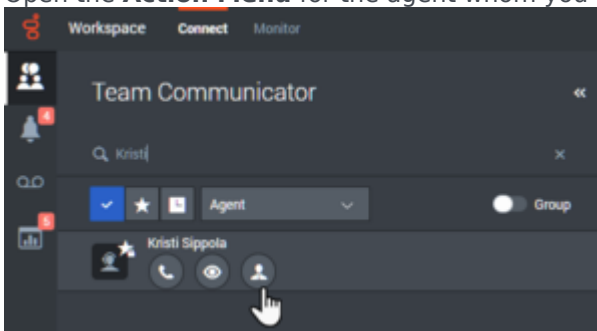 Open the Action Menu for the agent whom you
Workspace Connect Monitor
4
Team Communicator «
Kristi ×
Agent Group
5
Kristi Sippola